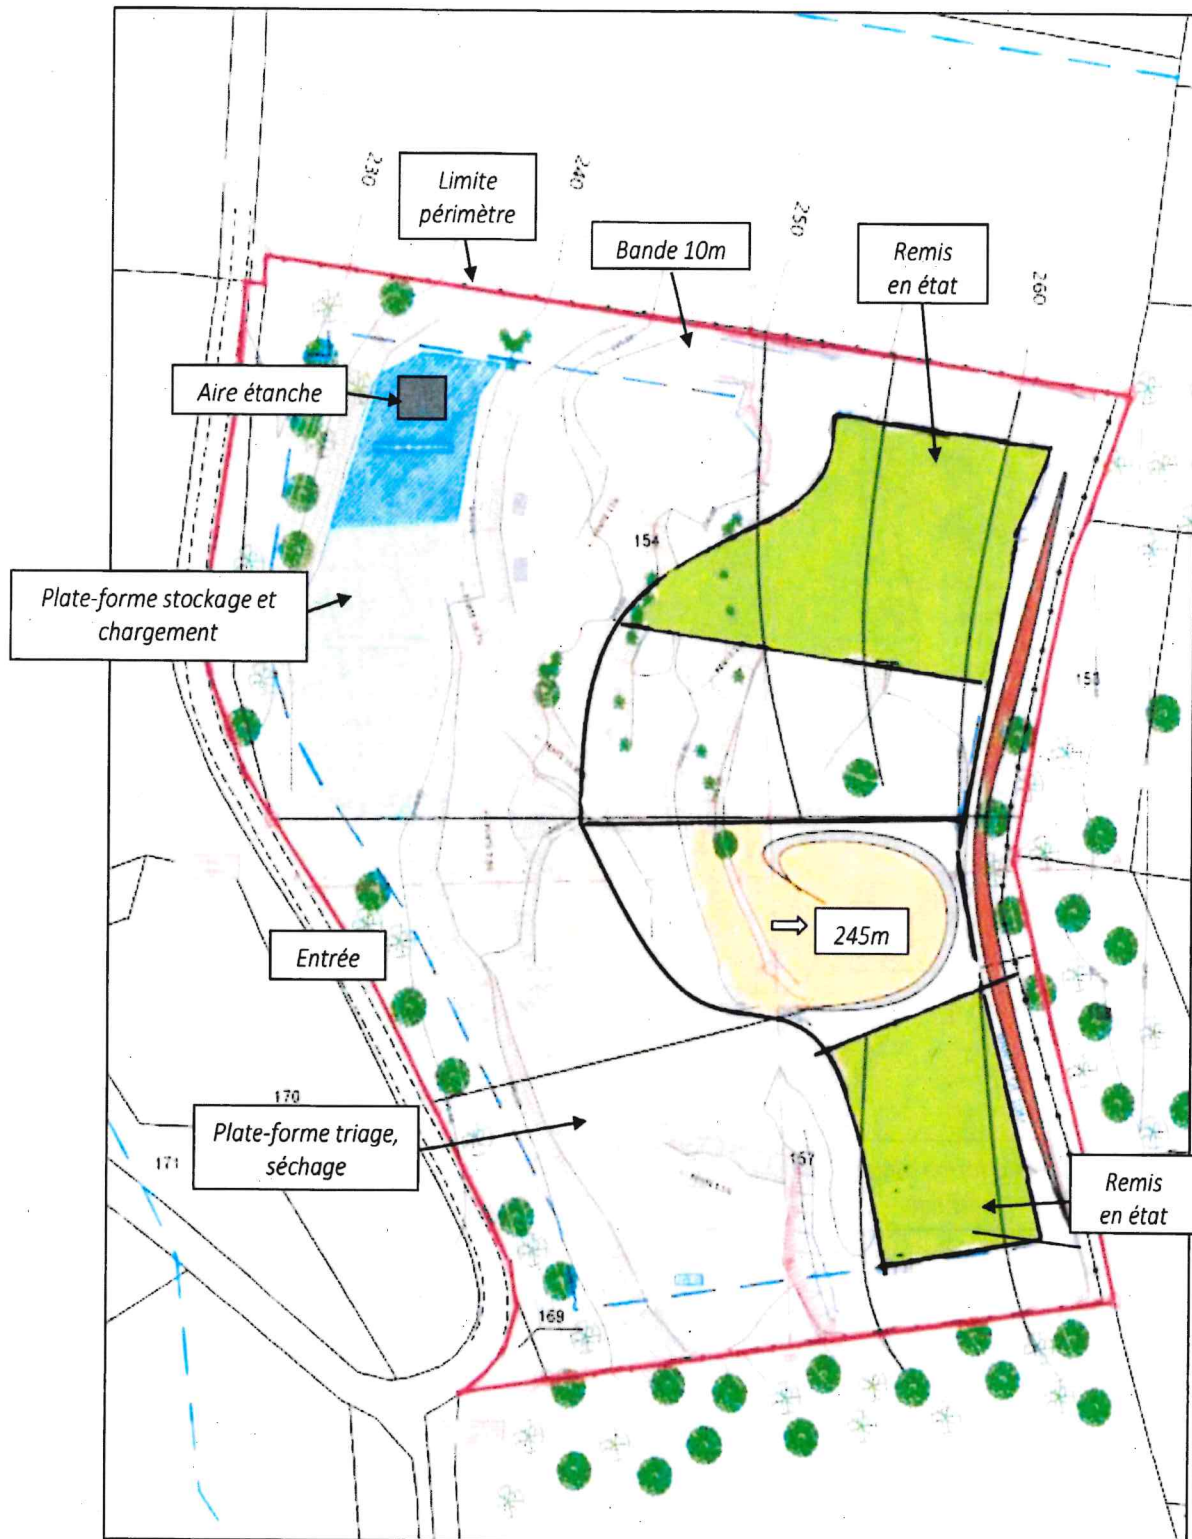 230
240
250
260
Limite
périmètre
Bande 10m
Remis
en état
Aire étanche
154
Plate-forme stockage et
chargement
153
245m
Entrée
170
171
Plate-forme triage,
séchage
157
Remis
en état
169